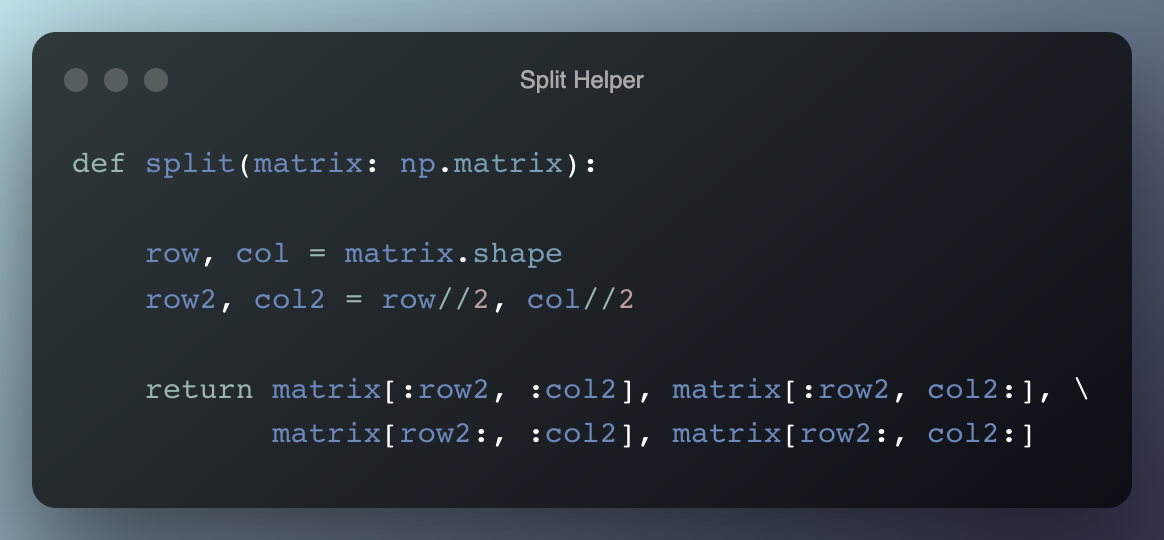 Split Helper
def split(matrix: np.matrix):
    row, col = matrix.shape
    row2, col2 = row//2, col//2
    return matrix[:row2, :col2], matrix[:row2, col2:], \
           matrix[row2:, :col2], matrix[row2:, col2:]